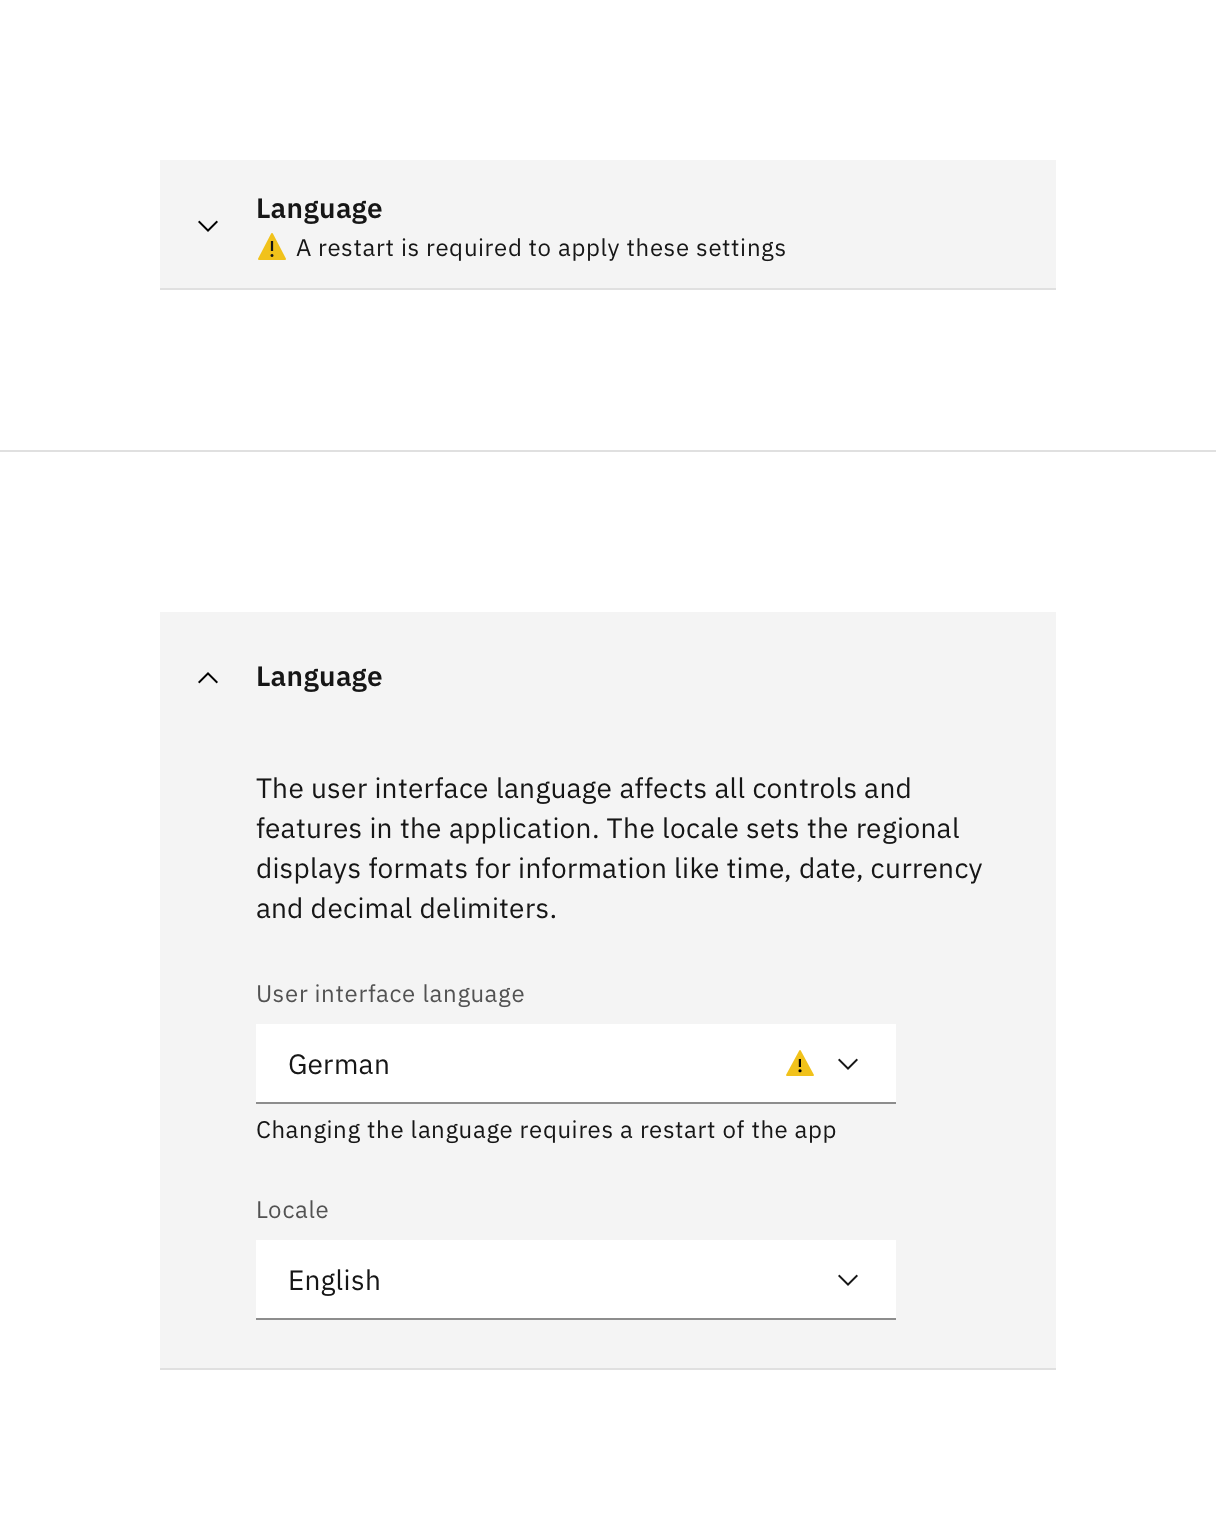 Language
A restart is required to apply these settings
Language
The user interface language affects all controls and
features in the application. The locale sets the regional
displays formats for information like time, date, currency
and decimal delimiters.
User interface language
German
Changing the language requires a restart of the app
Locale
English